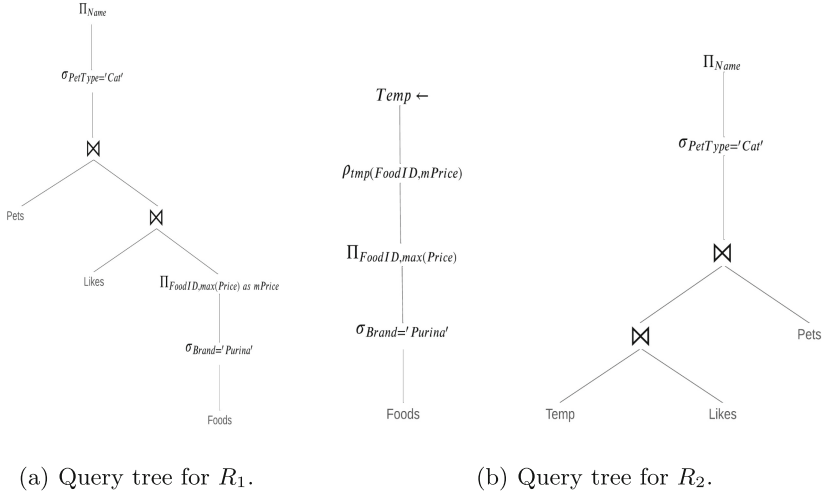 Π_Name
σ_PetType='Cat'
⋈
Pets
⋈
Likes
Π_FoodID,max(Price) as mPrice
σ_Brand='Purina'
Foods
(a) Query tree for R₁.
Temp ←
ρ_tmp(FoodID,mPrice)
Π_FoodID,max(Price)
σ_Brand='Purina'
Foods
Π_Name
σ_PetType='Cat'
⋈
Pets
⋈
Temp
Likes
(b) Query tree for R₂.